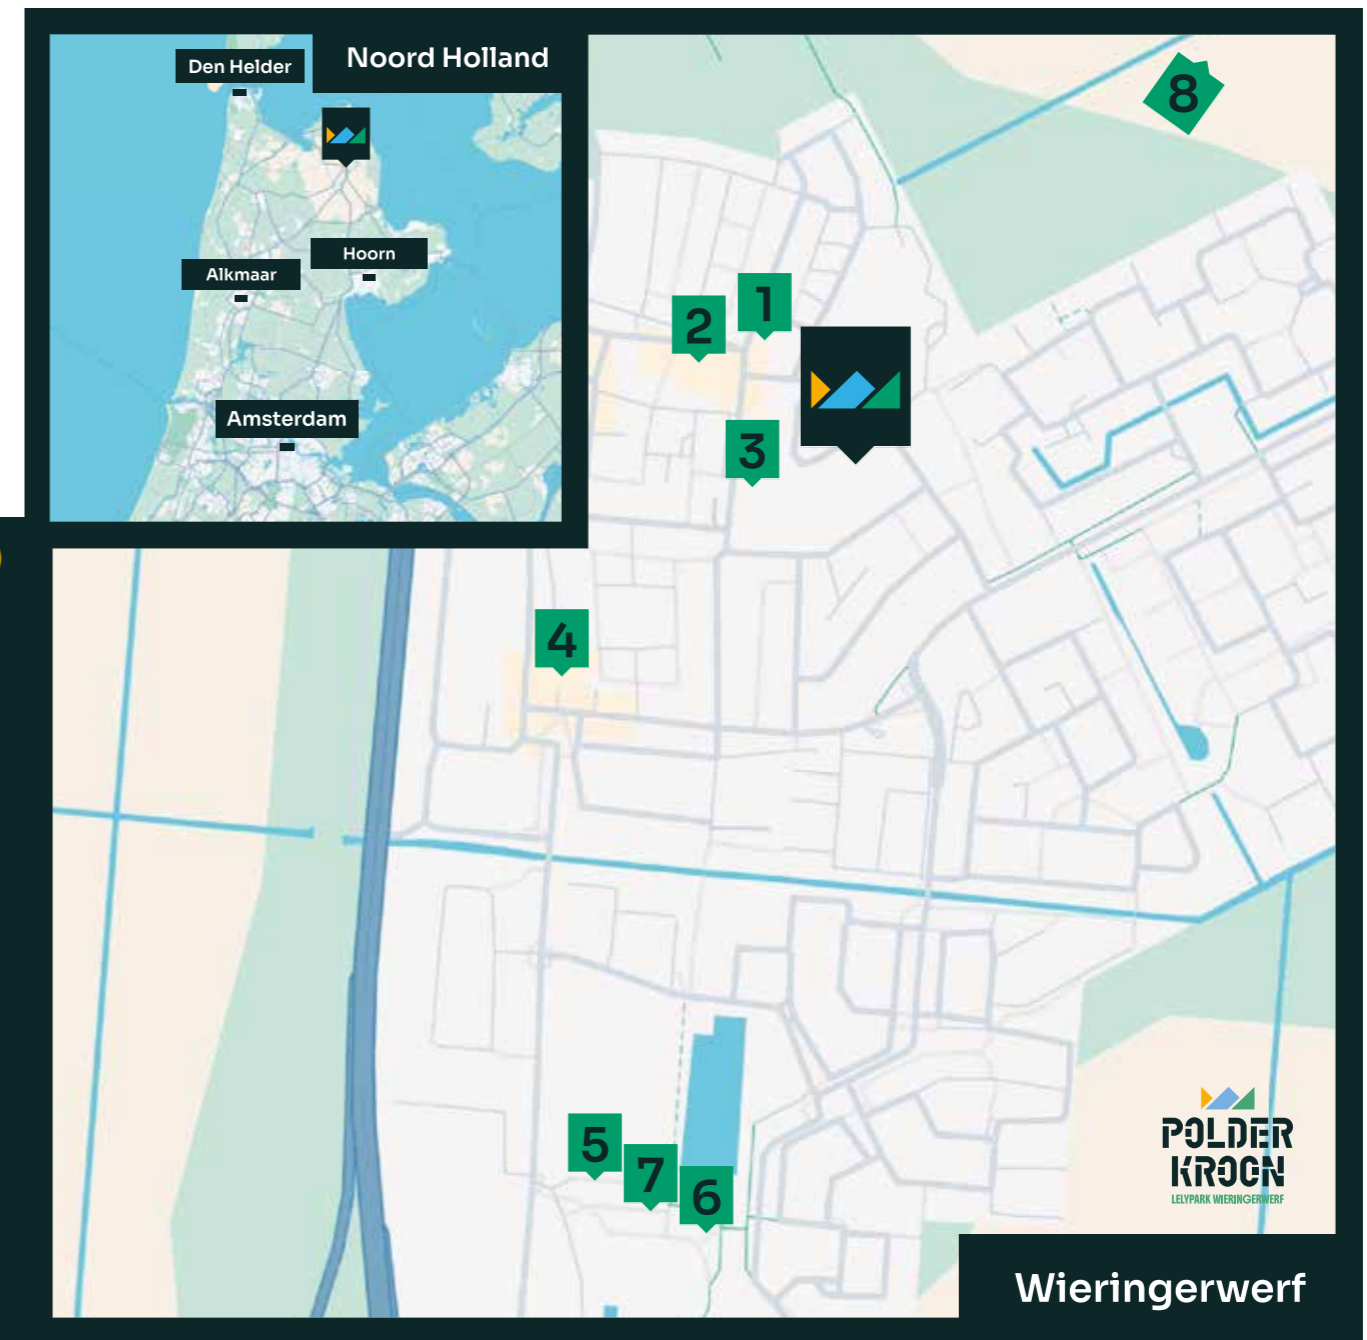 Noord Holland
Den Helder
Hoorn
Alkmaar
Amsterdam
8
1
2
3
4
5
7
6
POLDER
KROON
LELYPARK WIERINGERWERF
Wieringerwerf